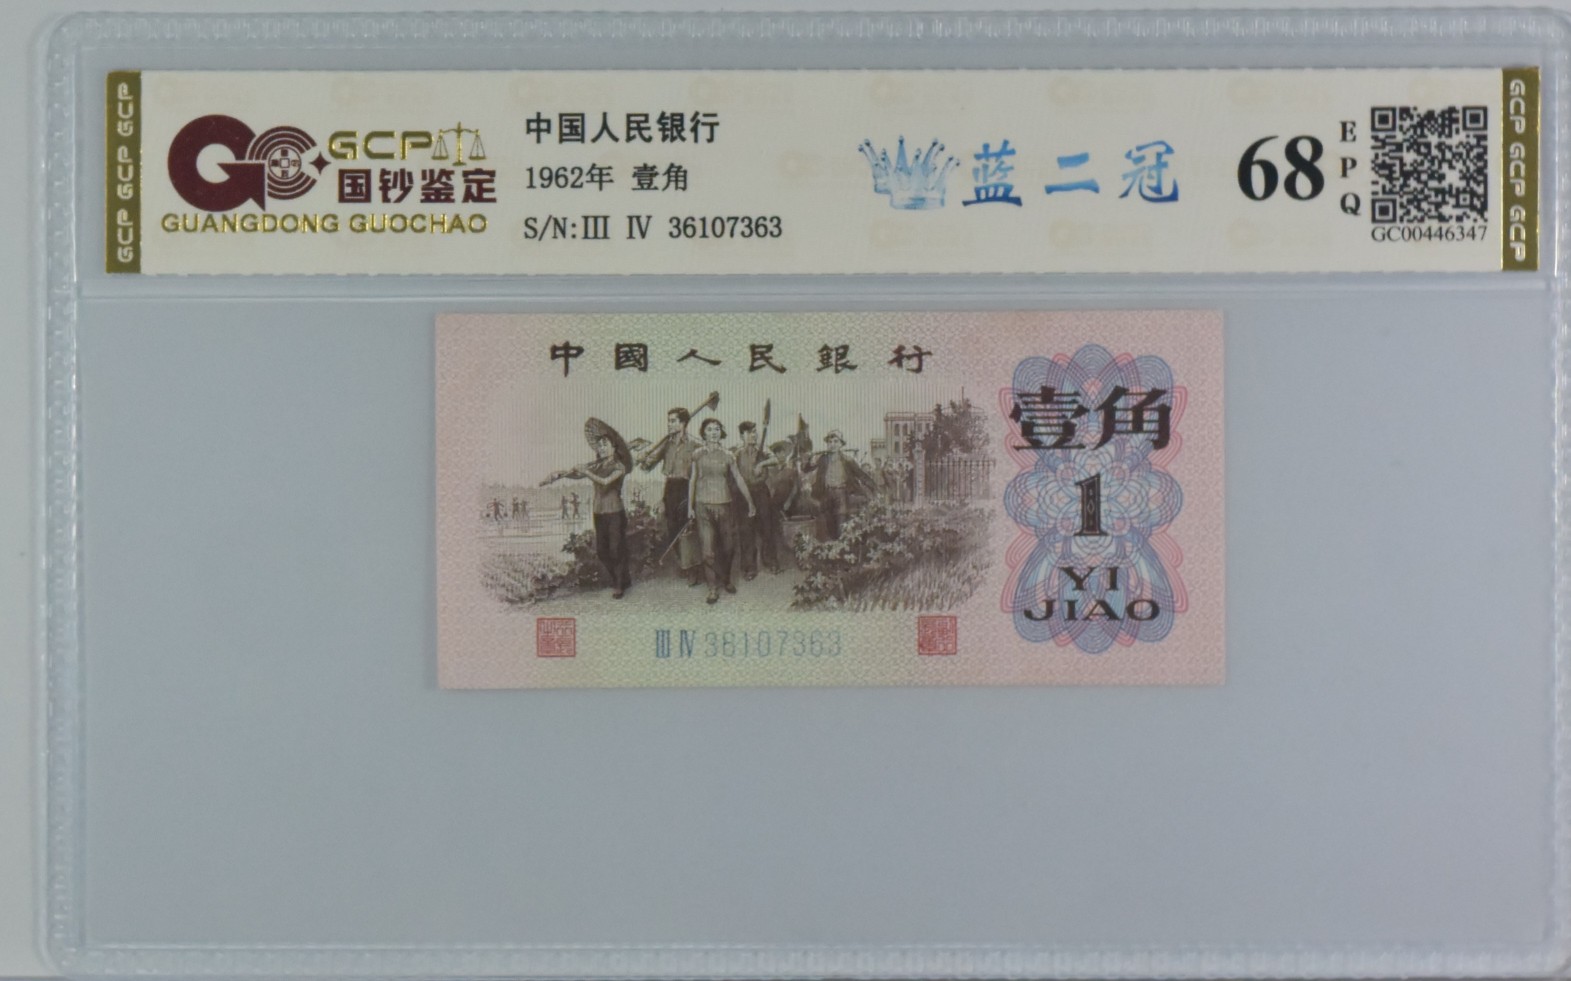 GCP GCP GCP
GCP
国钞鉴定
GUANGDONG GUOCHAO
中国人民银行
1962年 壹角
S/N:Ⅲ Ⅳ 36107363
蓝二冠
68
EPQ
GC00446347
GCP GCP GCP
中國人民銀行
壹角
1
YI
JIAO
Ⅲ Ⅳ 36107363